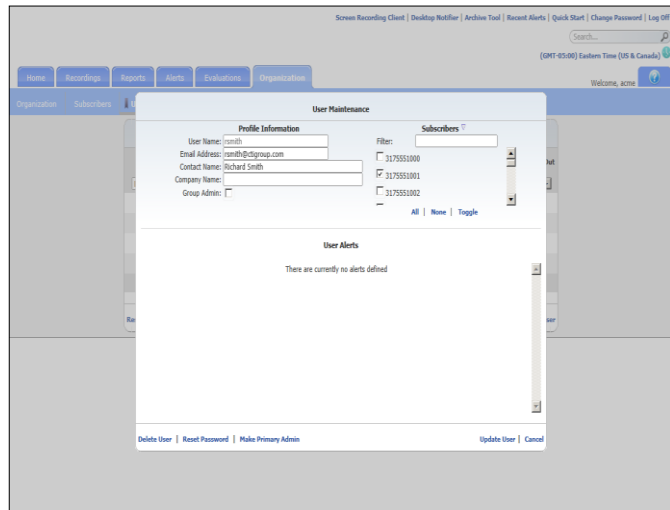 Screen Recording Client | Desktop Notifier | Archive Tool | Recent Alerts | Quick Start | Change Password | Log Off
Search...
(GMT-05:00) Eastern Time (US & Canada)
Home Recordings Reports Alerts Evaluations Organization
Welcome, acme
Organization Subscribers U
User Maintenance
Profile Information
User Name: rsmith
Email Address: rsmith@ctigroup.com
Contact Name: Richard Smith
Company Name:
Group Admin:
Subscribers
Filter:
3175551000
3175551001
3175551002
All | None | Toggle
User Alerts
There are currently no alerts defined
Delete User | Reset Password | Make Primary Admin
Update User | Cancel